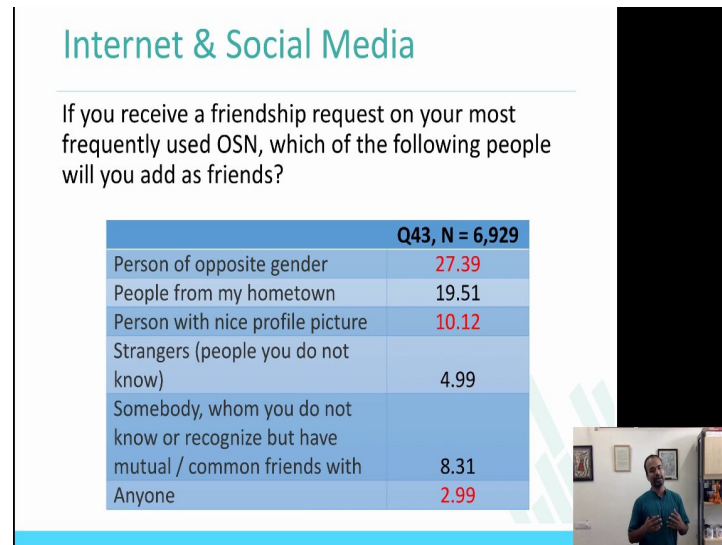 Internet & Social Media
If you receive a friendship request on your most
frequently used OSN, which of the following people
will you add as friends?
Q43, N = 6,929
Person of opposite gender 27.39
People from my hometown 19.51
Person with nice profile picture 10.12
Strangers (people you do not
know) 4.99
Somebody, whom you do not
know or recognize but have
mutual / common friends with 8.31
Anyone 2.99